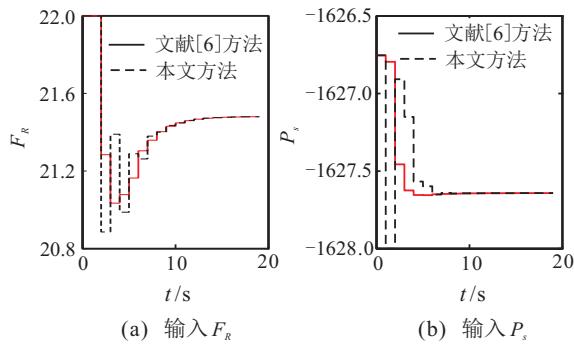 22.0
21.6
21.2
20.8
F_R
文献[6]方法
本文方法
0
10
20
t/s
(a) 输入 F_R
−1626.5
−1627.0
−1627.5
−1628.0
P_s
文献[6]方法
本文方法
0
10
20
t/s
(b) 输入 P_s